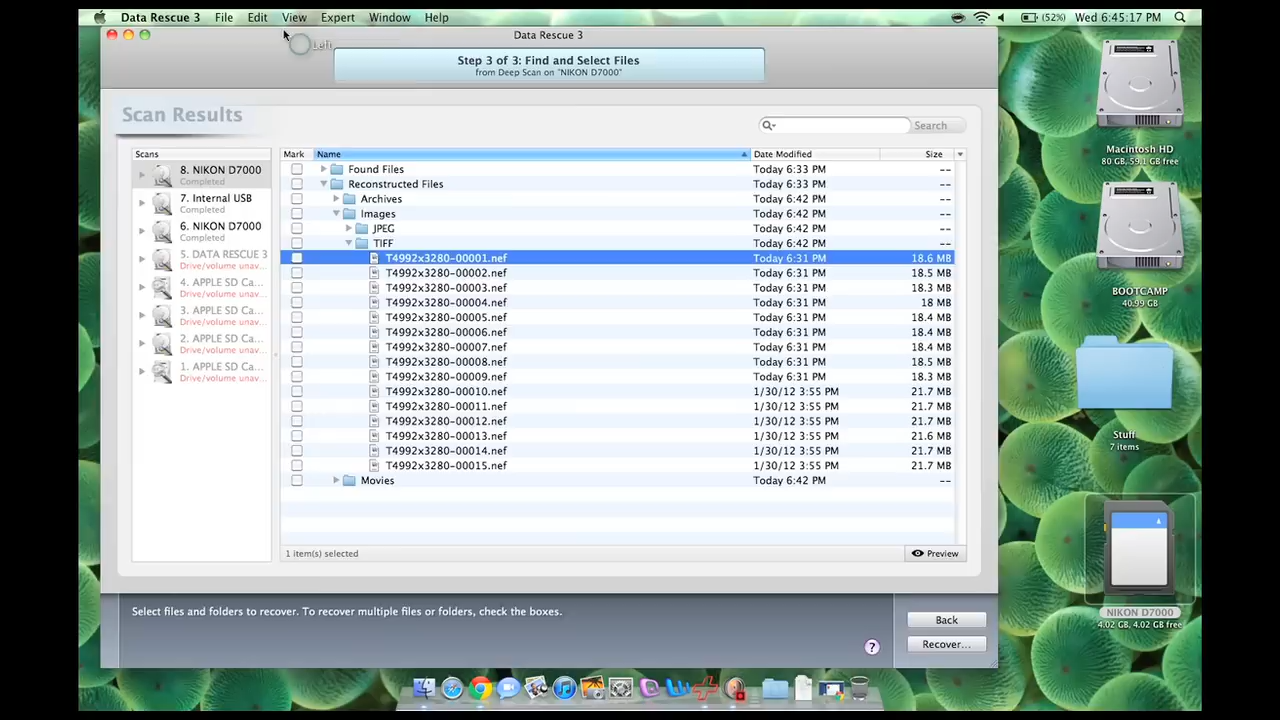 Data Rescue 3 File Edit View Expert Window Help (52%) Wed 6:45:17 PM
Left
Data Rescue 3
Step 3 of 3: Find and Select Files
from Deep Scan on "NIKON D7000"
Scan Results
Search
Scans
8. NIKON D7000
Completed
7. Internal USB
Completed
6. NIKON D7000
Completed
5. DATA RESCUE 3
Drive/volume unav...
4. APPLE SD Ca...
Drive/volume unav...
3. APPLE SD Ca...
Drive/volume unav...
2. APPLE SD Ca...
Drive/volume unav...
1. APPLE SD Ca...
Drive/volume unav...
Mark Name Date Modified Size
Found Files Today 6:33 PM --
Reconstructed Files Today 6:33 PM --
Archives Today 6:42 PM --
Images Today 6:42 PM --
JPEG Today 6:42 PM --
TIFF Today 6:42 PM --
T4992x3280-00001.nef Today 6:31 PM 18.6 MB
T4992x3280-00002.nef Today 6:31 PM 18.5 MB
T4992x3280-00003.nef Today 6:31 PM 18.3 MB
T4992x3280-00004.nef Today 6:31 PM 18 MB
T4992x3280-00005.nef Today 6:31 PM 18.4 MB
T4992x3280-00006.nef Today 6:31 PM 18.4 MB
T4992x3280-00007.nef Today 6:31 PM 18.4 MB
T4992x3280-00008.nef Today 6:31 PM 18.5 MB
T4992x3280-00009.nef Today 6:31 PM 18.3 MB
T4992x3280-00010.nef 1/30/12 3:55 PM 21.7 MB
T4992x3280-00011.nef 1/30/12 3:55 PM 21.7 MB
T4992x3280-00012.nef 1/30/12 3:55 PM 21.7 MB
T4992x3280-00013.nef 1/30/12 3:55 PM 21.6 MB
T4992x3280-00014.nef 1/30/12 3:55 PM 21.7 MB
T4992x3280-00015.nef 1/30/12 3:55 PM 21.7 MB
Movies Today 6:42 PM --
1 item(s) selected
Preview
Select files and folders to recover. To recover multiple files or folders, check the boxes.
Back
?
Recover...
Macintosh HD
80 GB, 59.1 GB free
BOOTCAMP
40.99 GB
Stuff
7 items
NIKON D7000
4.02 GB, 4.02 GB free